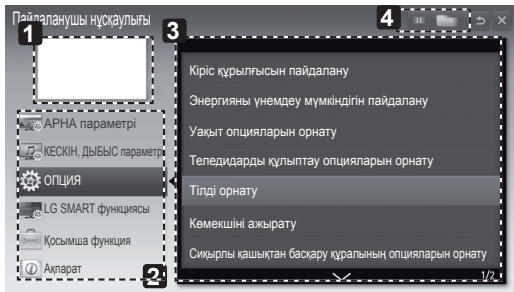 Пайдаланушы нұсқаулығы
1
3
4
АРНА параметрі
КЕСКІН, ДЫБЫС параметр
ОПЦИЯ
LG SMART функциясы
Қосымша функция
Ақпарат
2
Кіріс құрылғысын пайдалану
Энергияны үнемдеу мүмкіндігін пайдалану
Уақыт опцияларын орнату
Теледидарды құлыптау опцияларын орнату
Тілді орнату
Көмекшіні ажырату
Сиқырлы қашықтан басқару құралының опцияларын орнату
1/2